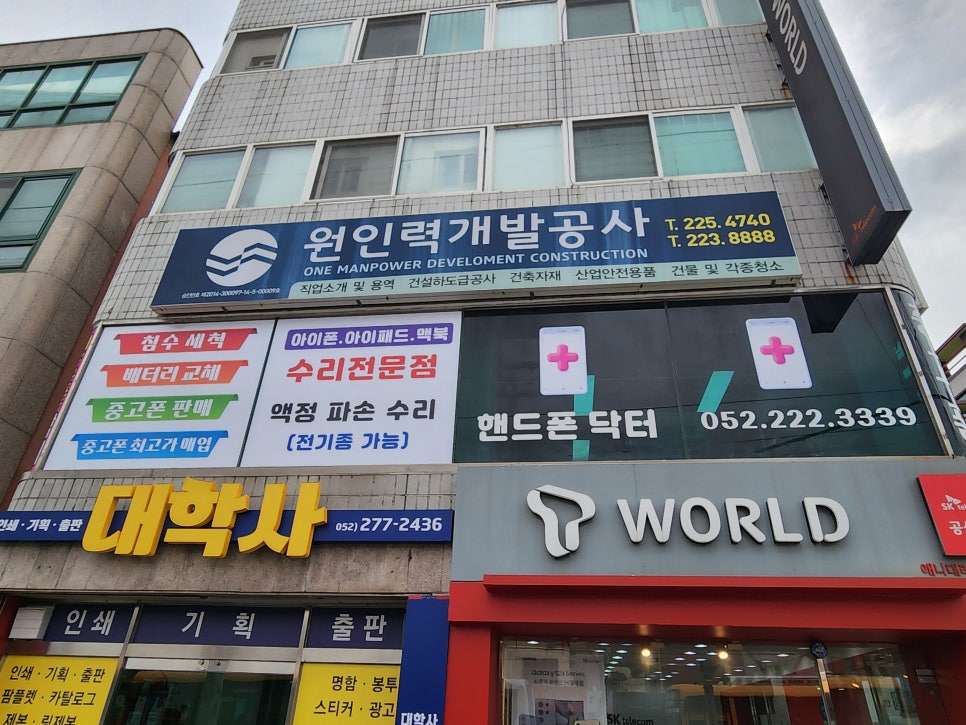 WORLD
원인력개발공사
T. 225. 4740
T. 223. 8888
ONE MANPOWER DEVELOMENT CONSTRUCTION
직업소개 및 용역 건설하도급공사 건축자재 산업안전용품 건물 및 각종청소
침수 세척
배터리 교체
중고폰 판매
중고폰 최고가 매입
아이폰.아이패드.맥북
수리전문점
액정 파손 수리
(전기종 가능)
핸드폰 닥터
052.222.3339
인쇄·기획·출판
대학사
052) 277-2436
T WORLD
SK
인쇄 기획 출판
인쇄·기획·출판
팜플렛·카탈로그
명함·봉투
스티커·광고
대학사
Galaxy S24 Series
SK telecom